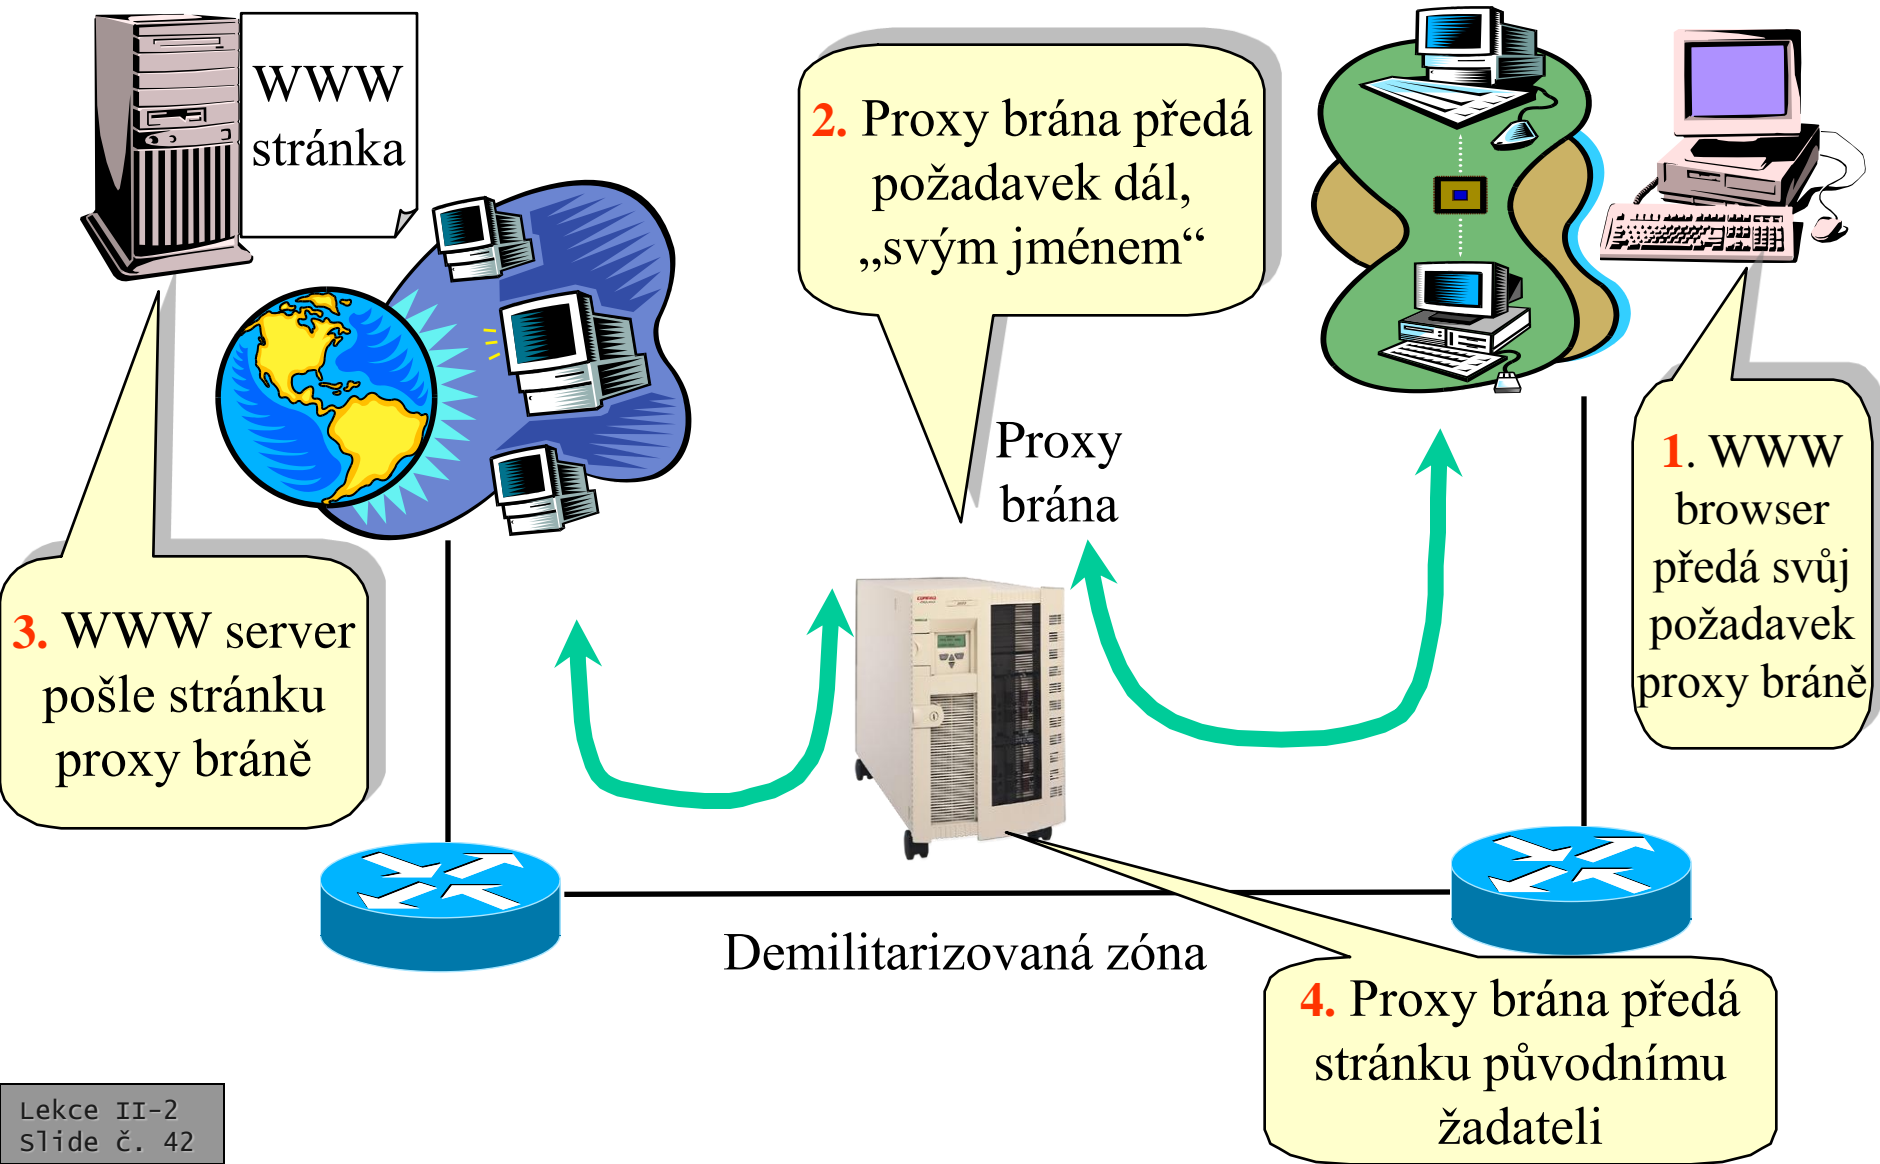 WWW
stránka
2. Proxy brána předá
požadavek dál,
„svým jménem“
Proxy
brána
1. WWW
browser
předá svůj
požadavek
proxy bráně
3. WWW server
pošle stránku
proxy bráně
Demilitarizovaná zóna
4. Proxy brána předá
stránku původnímu
žadateli
Lekce II-2
Slide č. 42